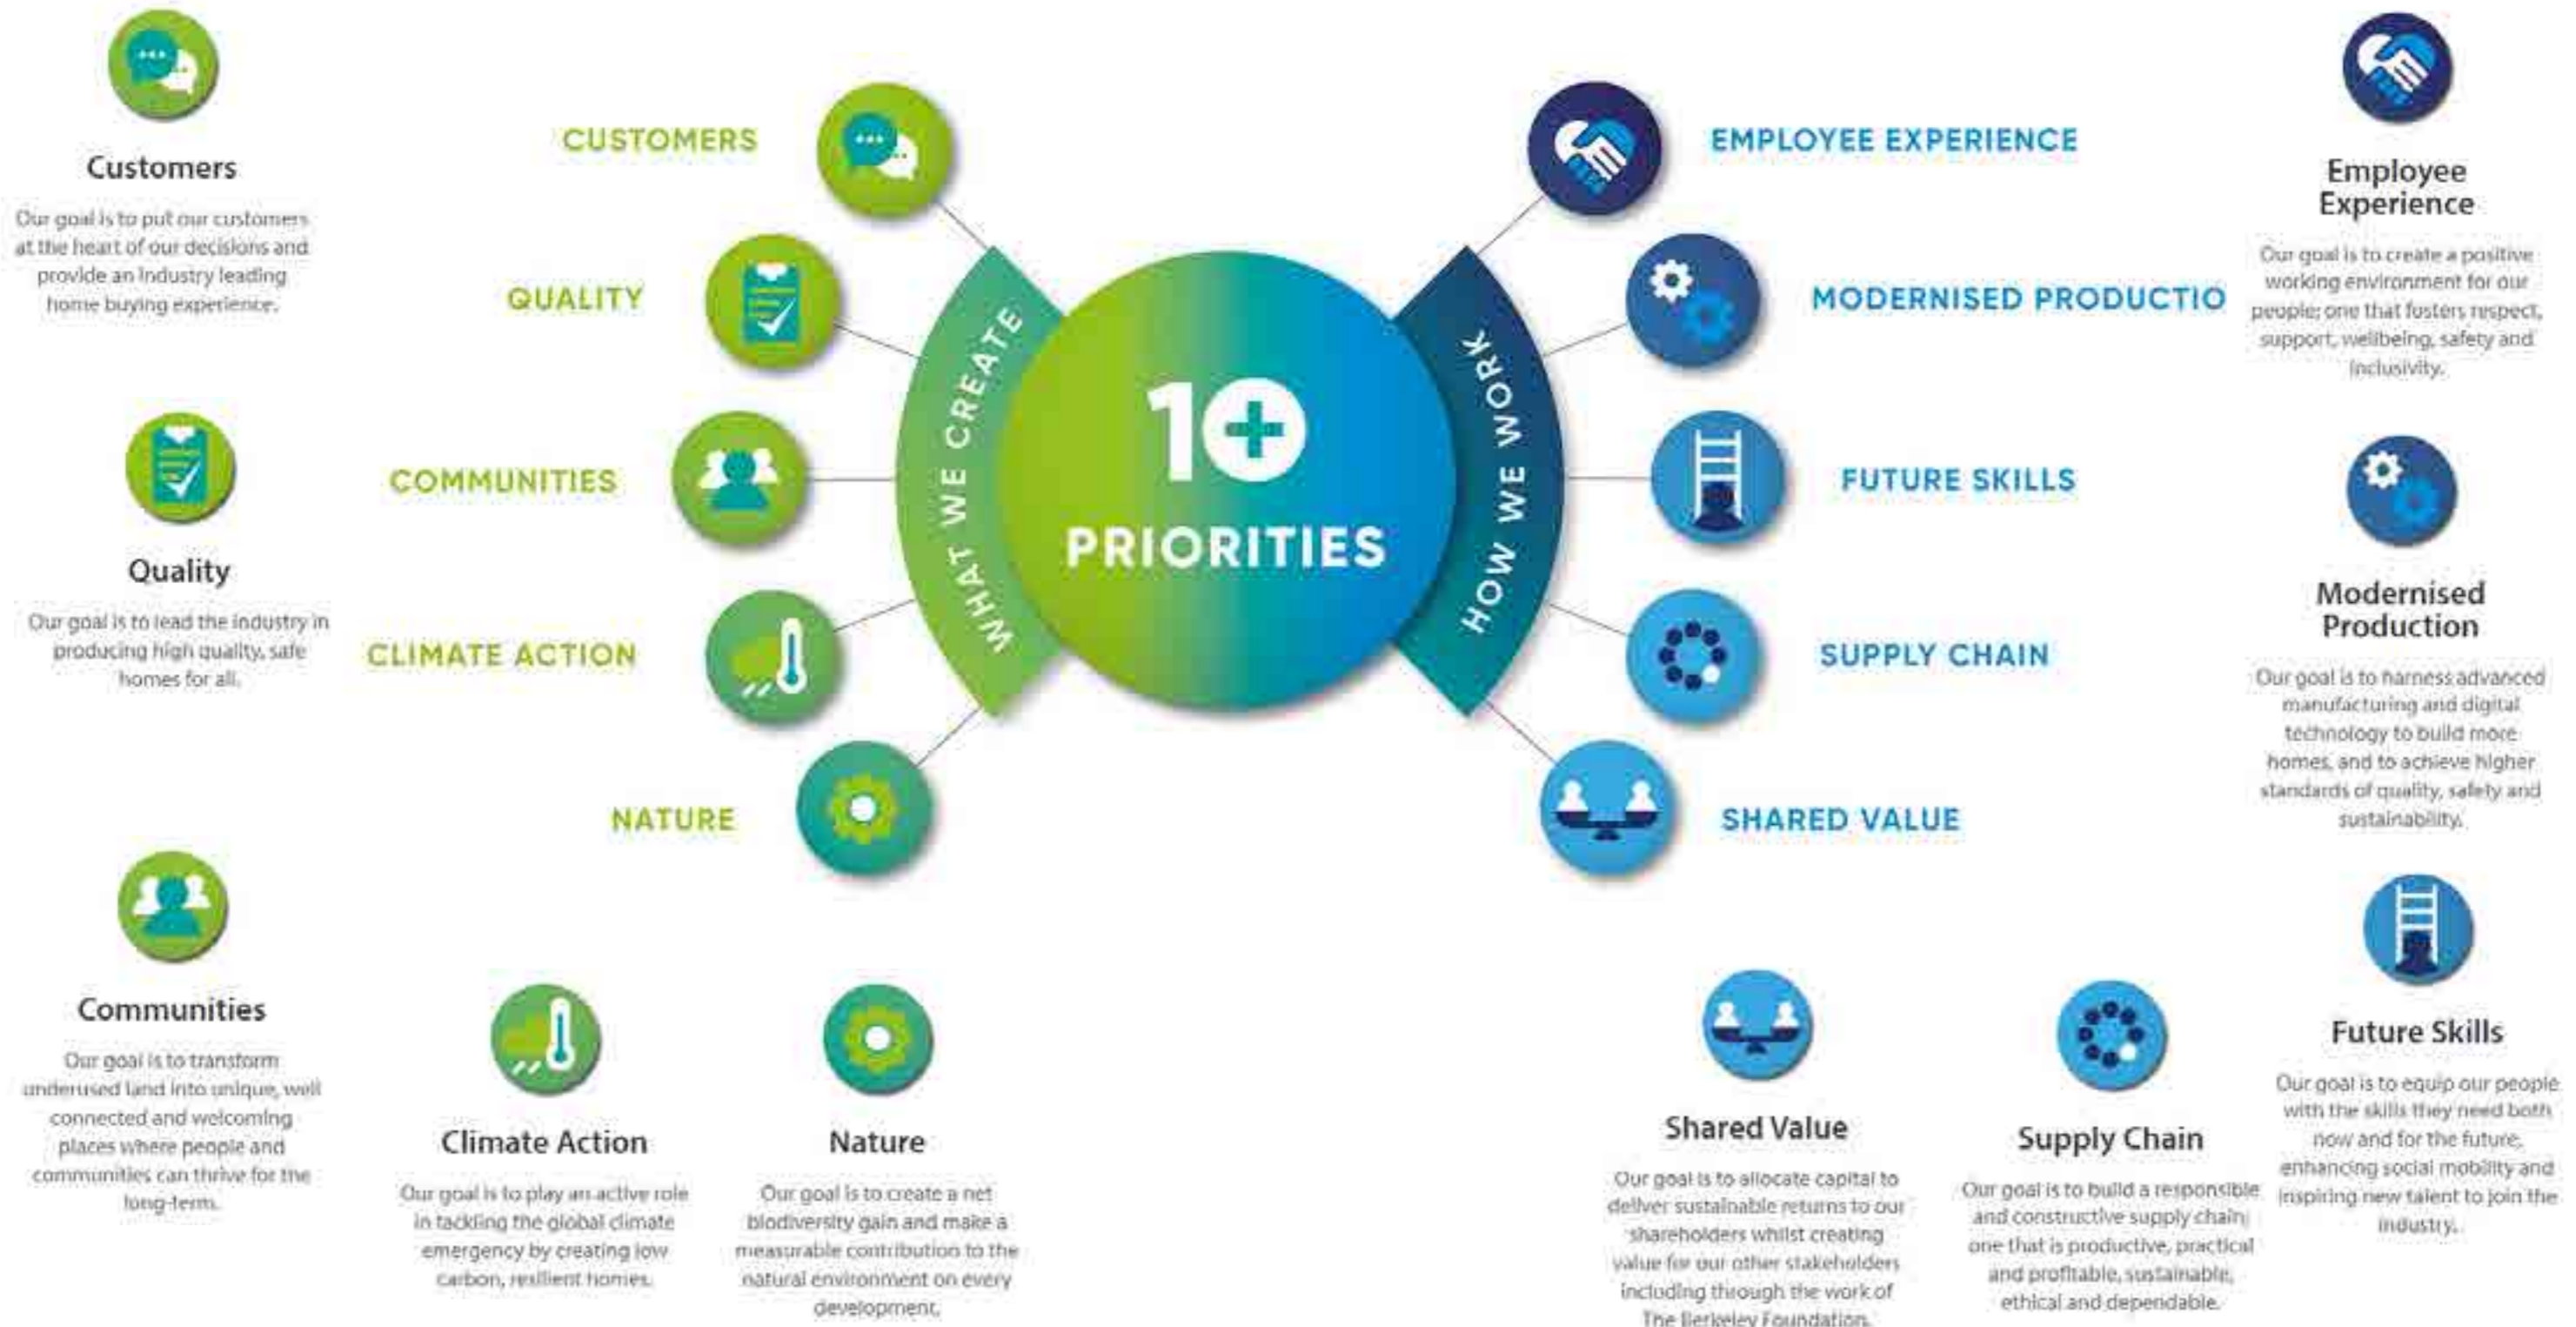 Customers
Our goal is to put our customers
at the heart of our decisions and
provide an industry leading
home buying experience.
Quality
Our goal is to lead the industry in
producing high quality, safe
homes for all.
Communities
Our goal is to transform
underused land into unique, well
connected and welcoming
places where people and
communities can thrive for the
long-term.
Climate Action
Our goal is to play an active role
in tackling the global climate
emergency by creating low
carbon, resilient homes.
Nature
Our goal is to create a net
biodiversity gain and make a
measurable contribution to the
natural environment on every
development.
CUSTOMERS
QUALITY
COMMUNITIES
CLIMATE ACTION
NATURE
WHAT WE CREATE
10
PRIORITIES
HOW WE WORK
EMPLOYEE EXPERIENCE
MODERNISED PRODUCTIO
FUTURE SKILLS
SUPPLY CHAIN
SHARED VALUE
Employee
Experience
Our goal is to create a positive
working environment for our
people; one that fosters respect,
support, wellbeing, safety and
inclusivity.
Modernised
Production
Our goal is to harness advanced
manufacturing and digital
technology to build more
homes, and to achieve higher
standards of quality, safety and
sustainability.
Future Skills
Our goal is to equip our people
with the skills they need both
now and for the future,
enhancing social mobility and
inspiring new talent to join the
industry.
Supply Chain
Our goal is to build a responsible
and constructive supply chain;
one that is productive, practical
and profitable, sustainable,
ethical and dependable.
Shared Value
Our goal is to allocate capital to
deliver sustainable returns to our
shareholders whilst creating
value for our other stakeholders
including through the work of
The Berkeley Foundation.